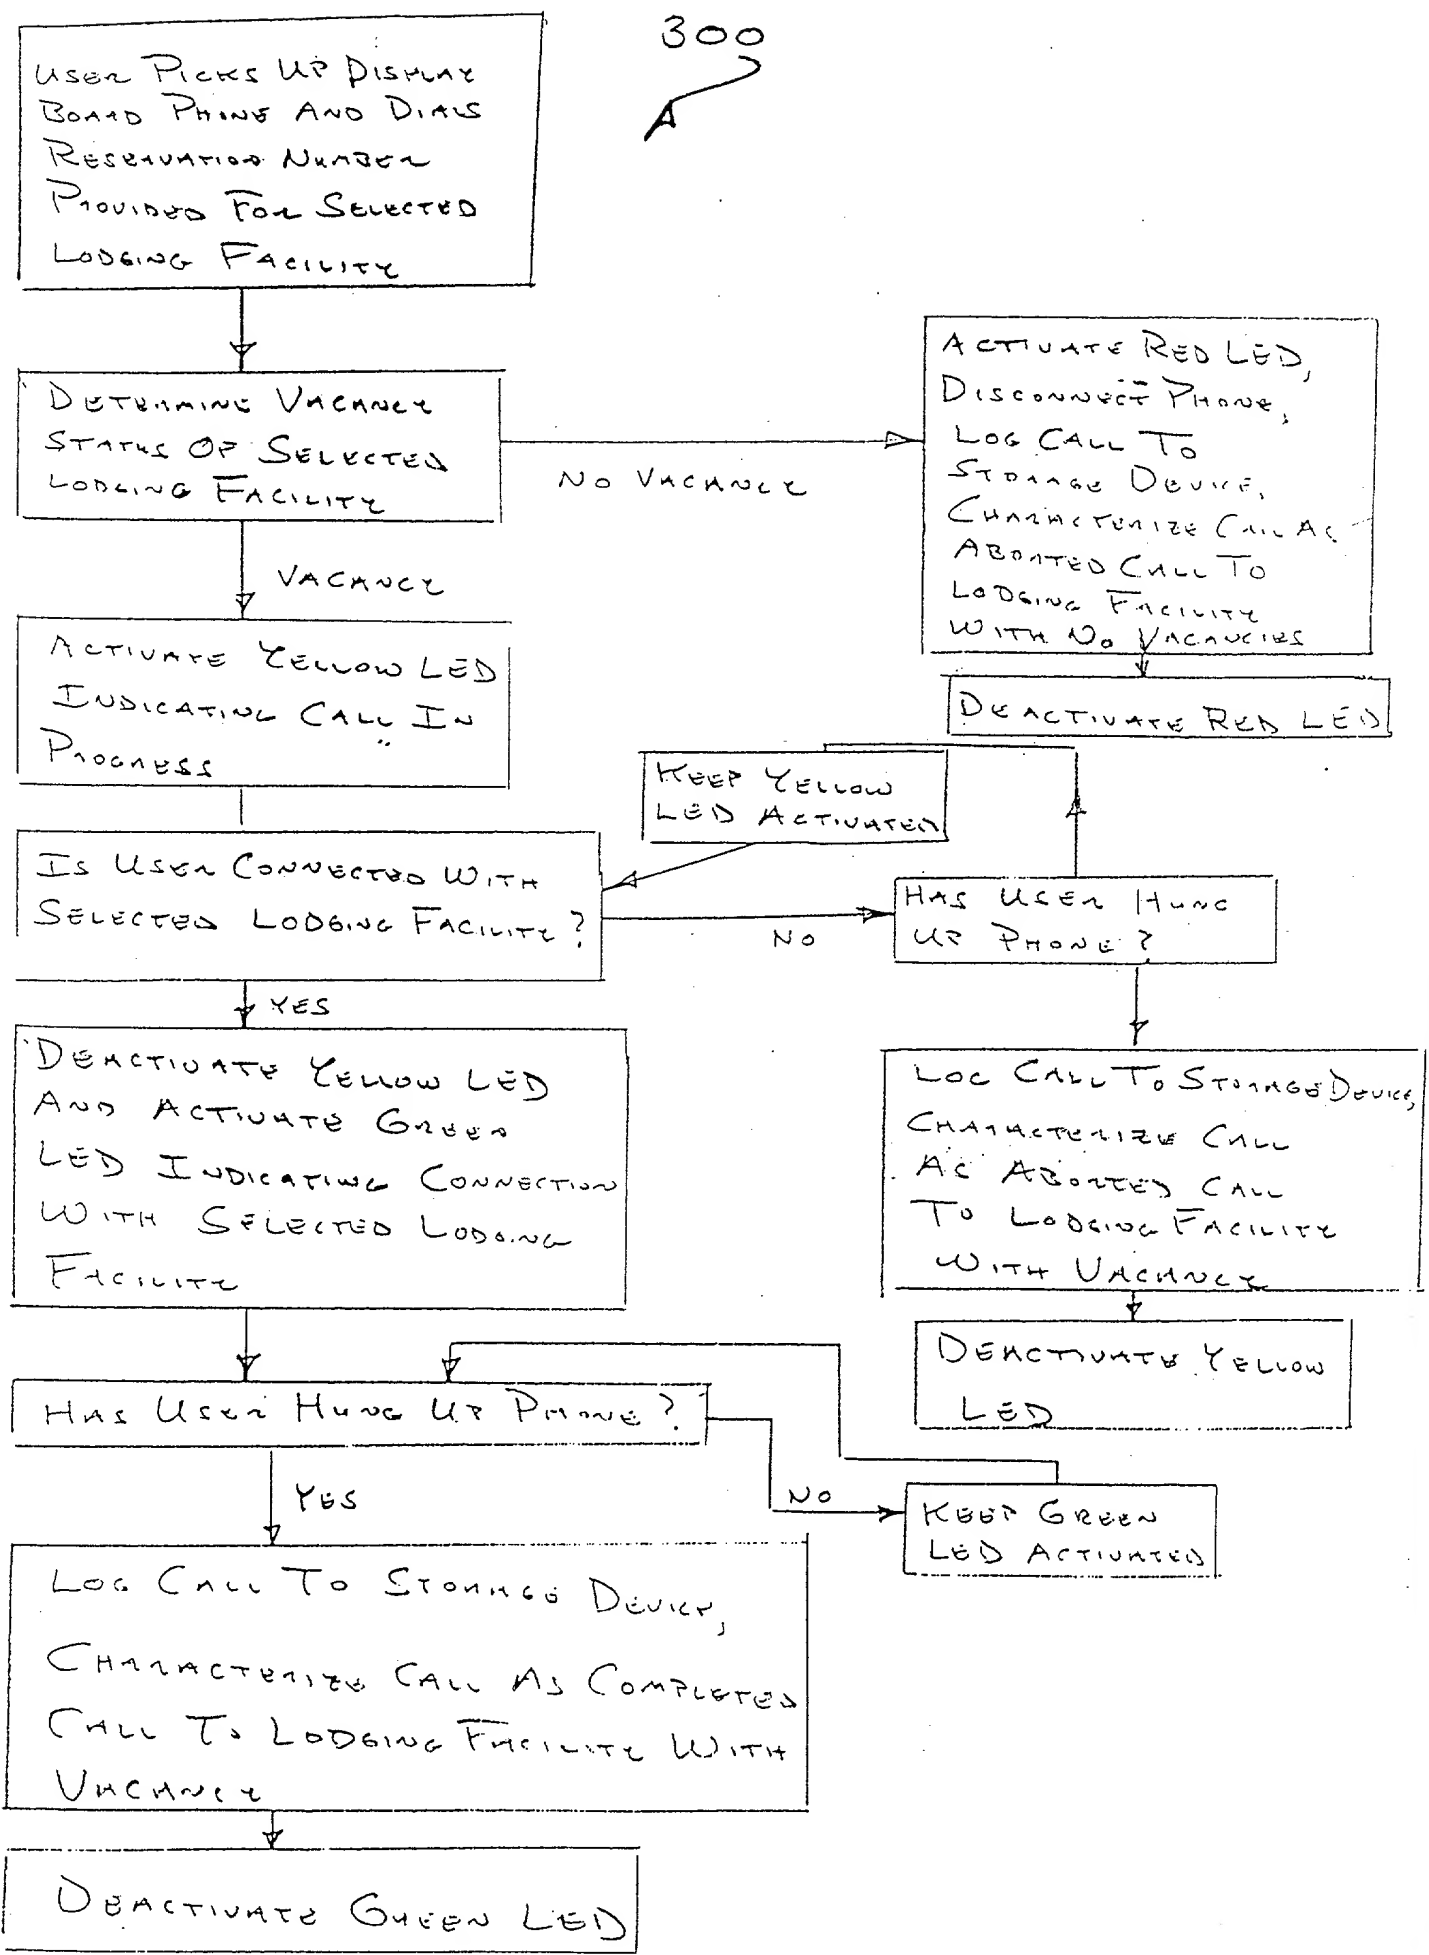 300
USER PICKS UP DISPLAY
BOARD PHONE AND DIALS
RESERVATION NUMBER
PROVIDED FOR SELECTED
LODGING FACILITY
DETERMINE VACANCY
STATUS OF SELECTED
LODGING FACILITY
NO VACANCY
ACTIVATE RED LED,
DISCONNECT PHONE,
LOG CALL TO
STORAGE DEVICE,
CHARACTERIZE CALL AS
ABORTED CALL TO
LODGING FACILITY
WITH NO VACANCIES
DEACTIVATE RED LED
VACANCY
ACTIVATE YELLOW LED
INDICATING CALL IN
PROGRESS
KEEP YELLOW
LED ACTIVATED
IS USER CONNECTED WITH
SELECTED LODGING FACILITY?
NO
HAS USER HUNG
UP PHONE?
YES
DEACTIVATE YELLOW LED
AND ACTIVATE GREEN
LED INDICATING CONNECTION
WITH SELECTED LODGING
FACILITY
LOG CALL TO STORAGE DEVICE,
CHARACTERIZE CALL
AS ABORTED CALL
TO LODGING FACILITY
WITH VACANCY
DEACTIVATE YELLOW
LED
HAS USER HUNG UP PHONE?
YES
NO
KEEP GREEN
LED ACTIVATED
LOG CALL TO STORAGE DEVICE,
CHARACTERIZE CALL AS COMPLETED
CALL TO LODGING FACILITY WITH
VACANCY
DEACTIVATE GREEN LED